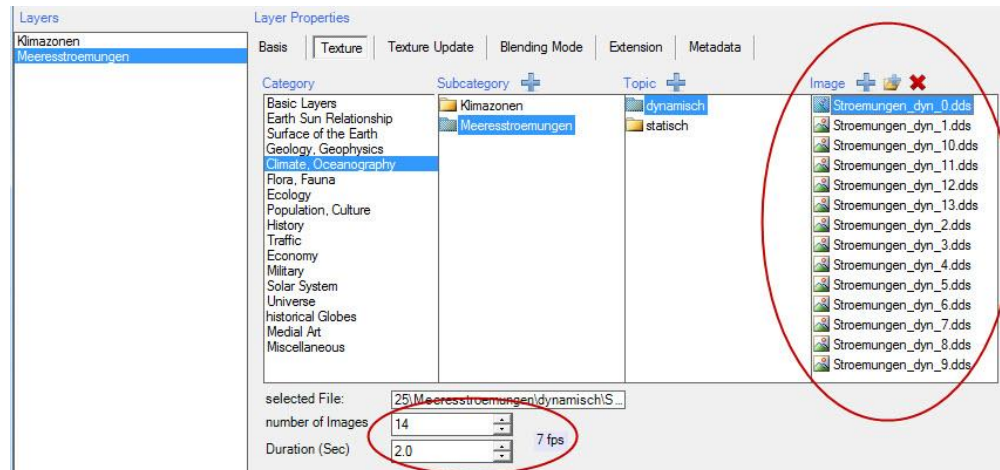 Layers
Klimazonen
Meeresstroemungen
Layer Properties
Basis Texture Texture Update Blending Mode Extension Metadata
Category
Basic Layers
Earth Sun Relationship
Surface of the Earth
Geology, Geophysics
Climate, Oceanography
Flora, Fauna
Ecology
Population, Culture
History
Traffic
Economy
Military
Solar System
Universe
historical Globes
Medial Art
Miscellaneous
Subcategory
Klimazonen
Meeresstroemungen
Topic
dynamisch
statisch
Image
Stroemungen_dyn_0.dds
Stroemungen_dyn_1.dds
Stroemungen_dyn_10.dds
Stroemungen_dyn_11.dds
Stroemungen_dyn_12.dds
Stroemungen_dyn_13.dds
Stroemungen_dyn_2.dds
Stroemungen_dyn_3.dds
Stroemungen_dyn_4.dds
Stroemungen_dyn_5.dds
Stroemungen_dyn_6.dds
Stroemungen_dyn_7.dds
Stroemungen_dyn_8.dds
Stroemungen_dyn_9.dds
selected File: 25\Meeresstroemungen\dynamisch\S...
number of Images 14
7 fps
Duration (Sec) 2.0